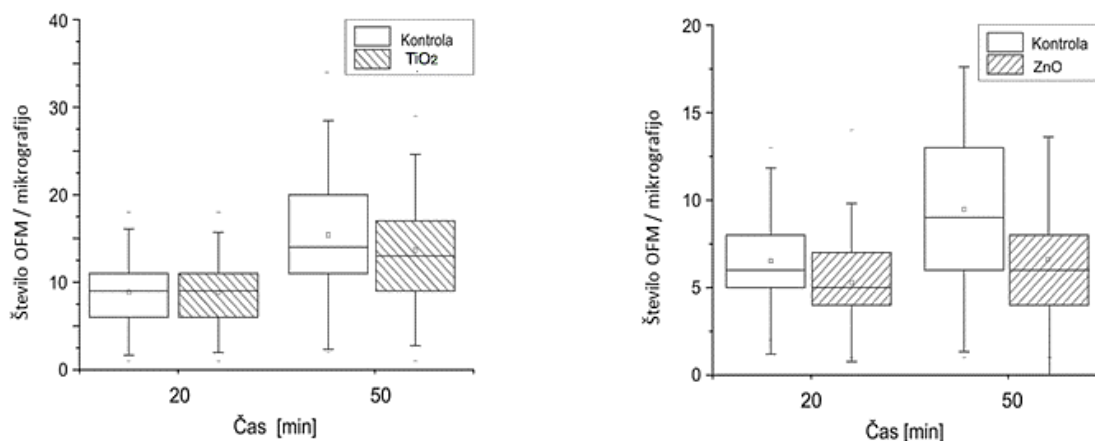 40
30
20
10
0
Število OFM / mikrografijo
Kontrola
TiO2
20
50
Čas [min]
20
15
10
5
0
Število OFM / mikrografijo
Kontrola
ZnO
20
50
Čas [min]